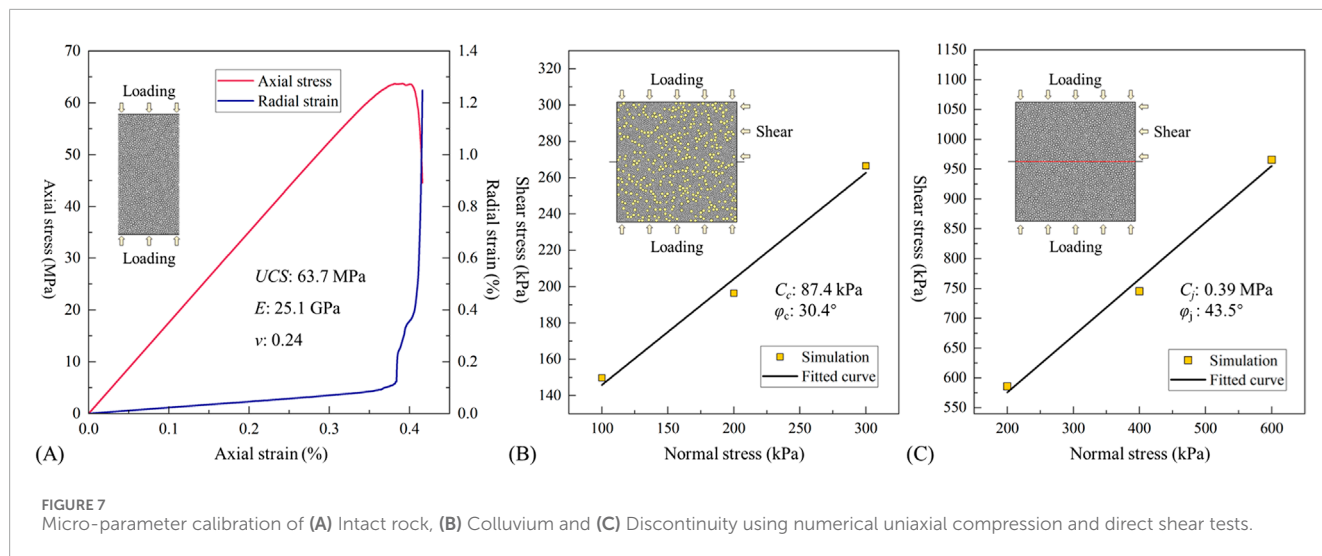 70
60
50
40
30
20
10
0
Axial stress (MPa)
Axial stress
Radial strain
Loading
Loading
UCS: 63.7 MPa
E: 25.1 GPa
v: 0.24
1.4
1.2
1.0
0.8
0.6
0.4
0.2
0.0
Radial strain (%)
0.0 0.1 0.2 0.3 0.4
Axial strain (%)
(A)
320
300
280
260
240
220
200
180
160
140
Shear stress (kPa)
Loading
Shear
Loading
Cc: 87.4 kPa
φc: 30.4°
Simulation
Fitted curve
100 200 300
Normal stress (kPa)
(B)
1150
1100
1050
1000
950
900
850
800
750
700
650
600
550
Shear stress (kPa)
Loading
Shear
Loading
Cj: 0.39 MPa
φj: 43.5°
Simulation
Fitted curve
200 300 400 500 600
Normal stress (kPa)
(C)
FIGURE 7
Micro-parameter calibration of (A) Intact rock, (B) Colluvium and (C) Discontinuity using numerical uniaxial compression and direct shear tests.